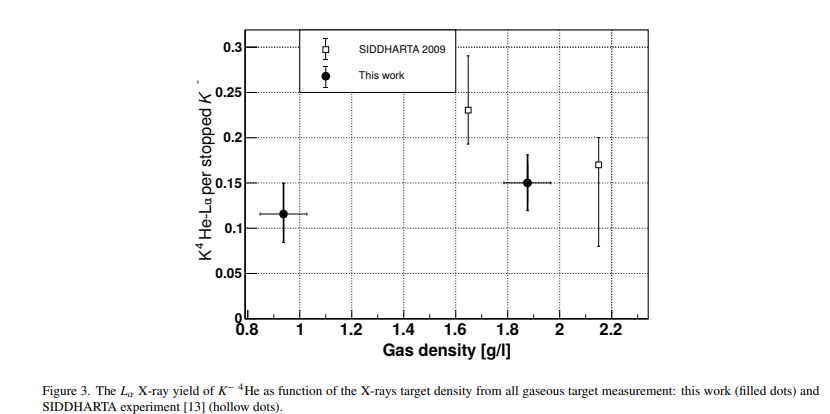 SIDDHARTA 2009
This work
K⁴He-Lα per stopped K⁻
0.3
0.25
0.2
0.15
0.1
0.05
0
0.8 1 1.2 1.4 1.6 1.8 2 2.2
Gas density [g/l]
Figure 3. The Lα X-ray yield of K⁻ ⁴He as function of the X-rays target density from all gaseous target measurement: this work (filled dots) and
SIDDHARTA experiment [13] (hollow dots).